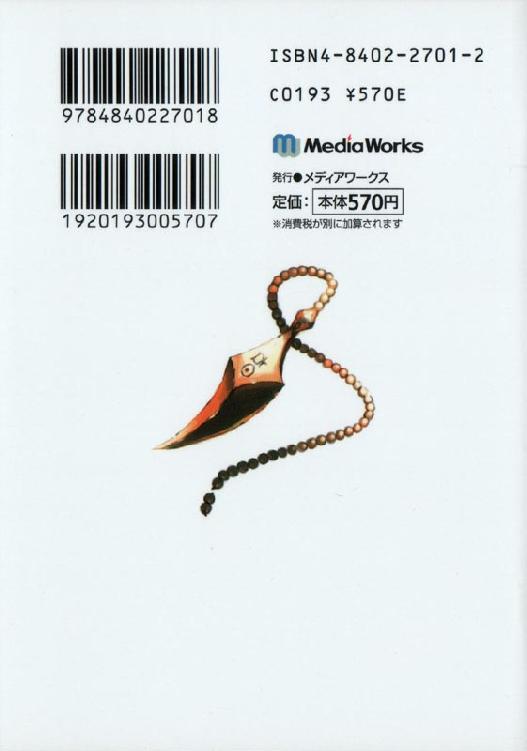 ISBN4-8402-2701-2
9784840227018
C0193 ¥570E
MediaWorks
発行●メディアワークス
1920193005707
定価：本体570円
※消費税が別に加算されます